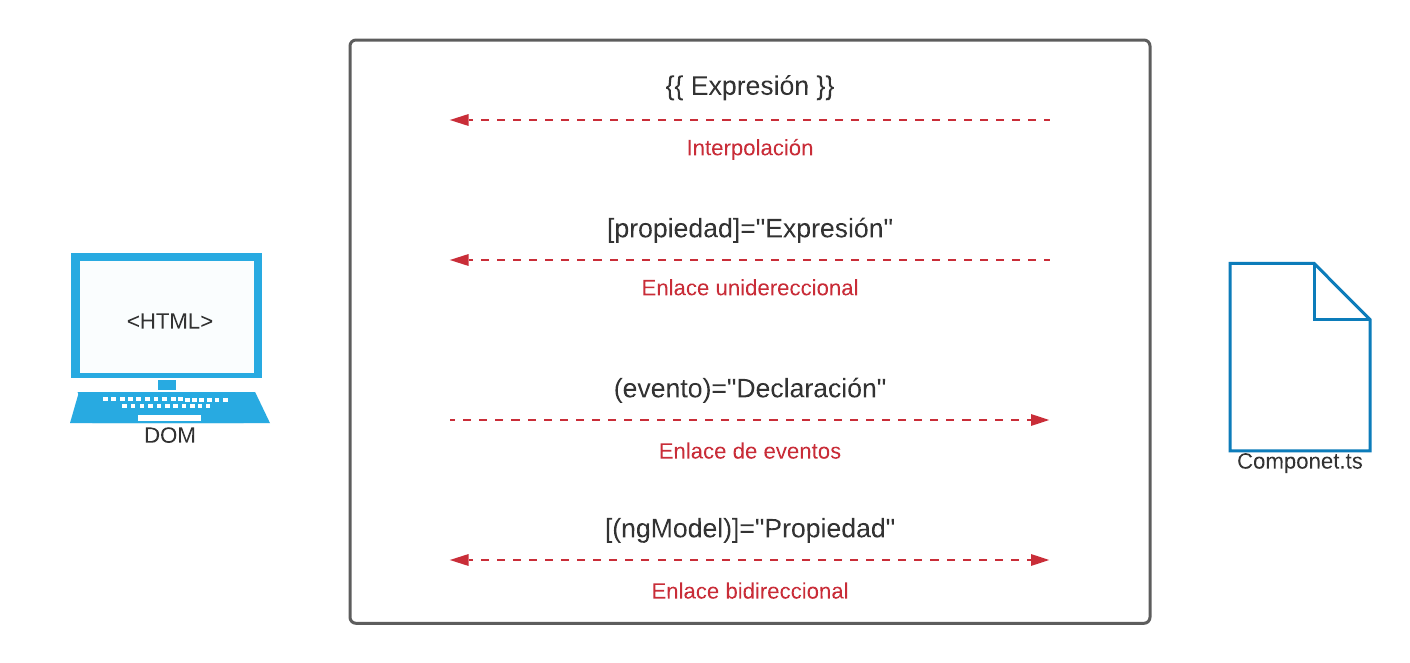 {{ Expresión }}
Interpolación
[propiedad]="Expresión"
Enlace unidereccional
<HTML>
DOM
(evento)="Declaración"
Enlace de eventos
Componet.ts
[(ngModel)]="Propiedad"
Enlace bidireccional